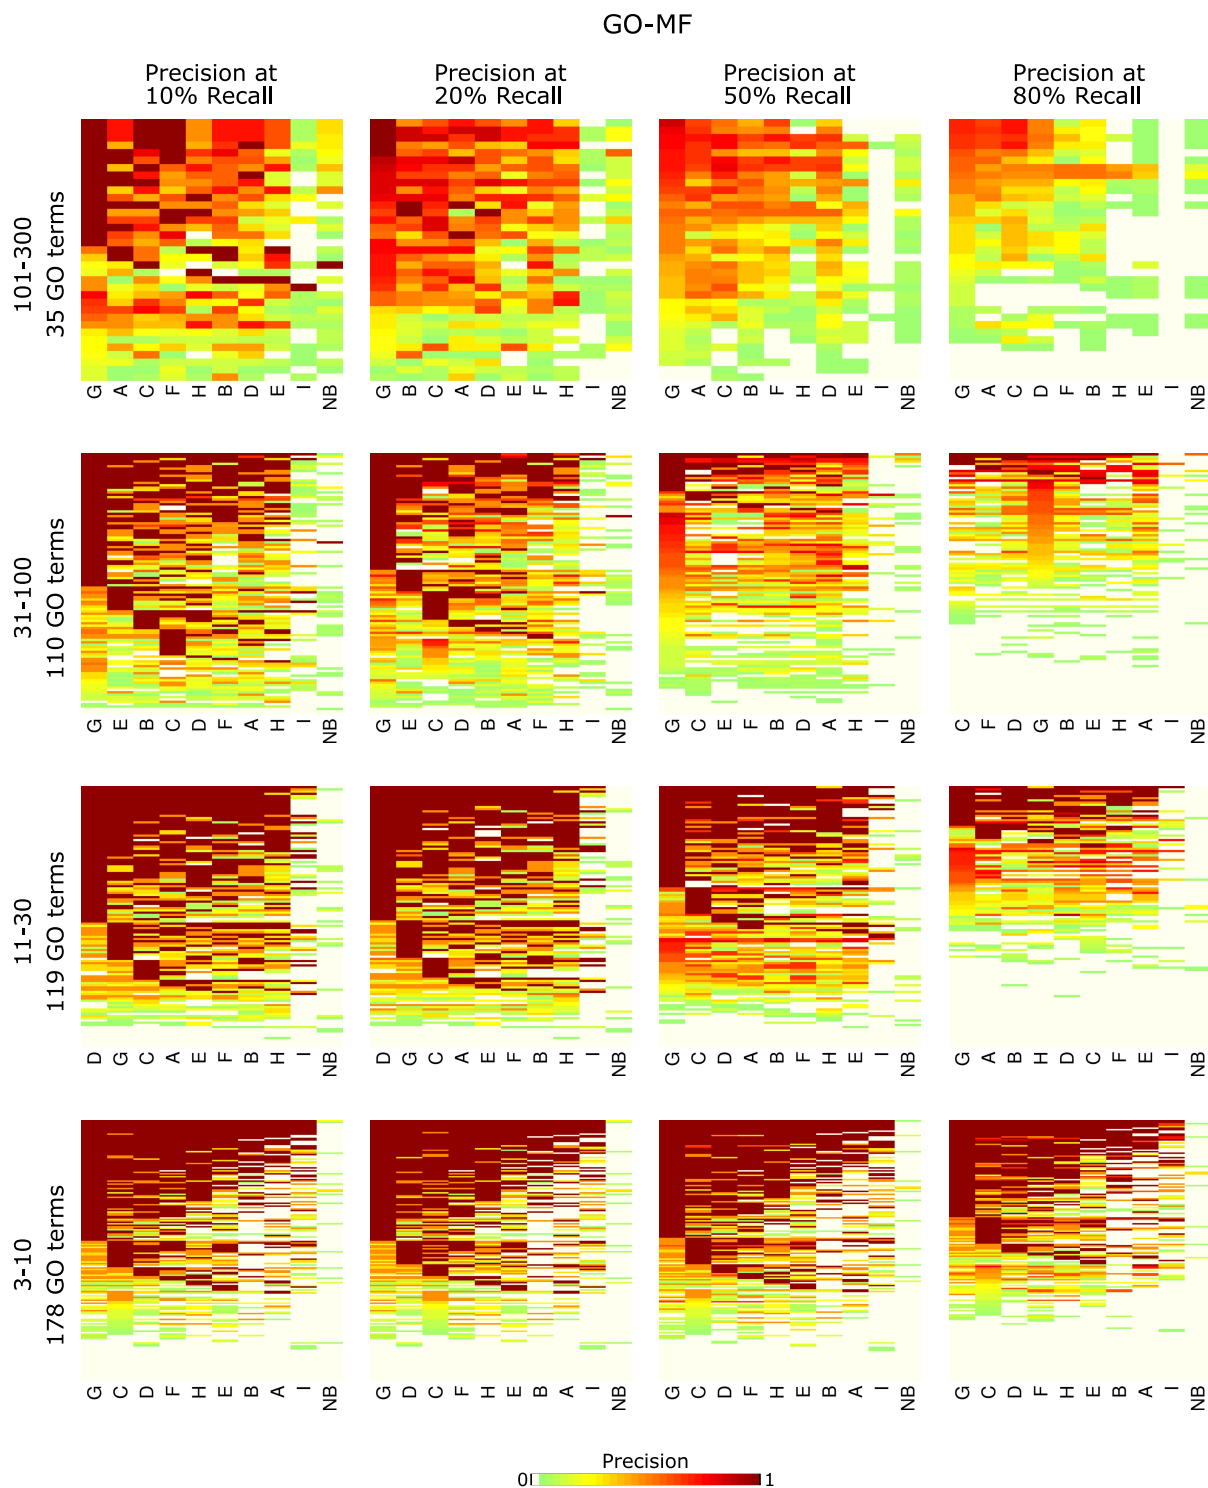 GO-MF
Precision at
10% Recall
Precision at
20% Recall
Precision at
50% Recall
Precision at
80% Recall
101-300
35 GO terms
G A C F H B D E I NB
G B C A D E F H I NB
G A C B F H D E I NB
G A C D F B H E I NB
31-100
110 GO terms
G E B C D F A H I NB
G E C D B A F H I NB
G C E F B D A H I NB
C F D G B E H A I NB
11-30
119 GO terms
D G C A E F B H I NB
D G C A E F B H I NB
G C D A B F H E I NB
G A B H D C F E I NB
3-10
178 GO terms
G C D F H E B A I NB
G D C F H E B A I NB
G C D F H E B A I NB
G C D F H E B A I NB
Precision
0 1